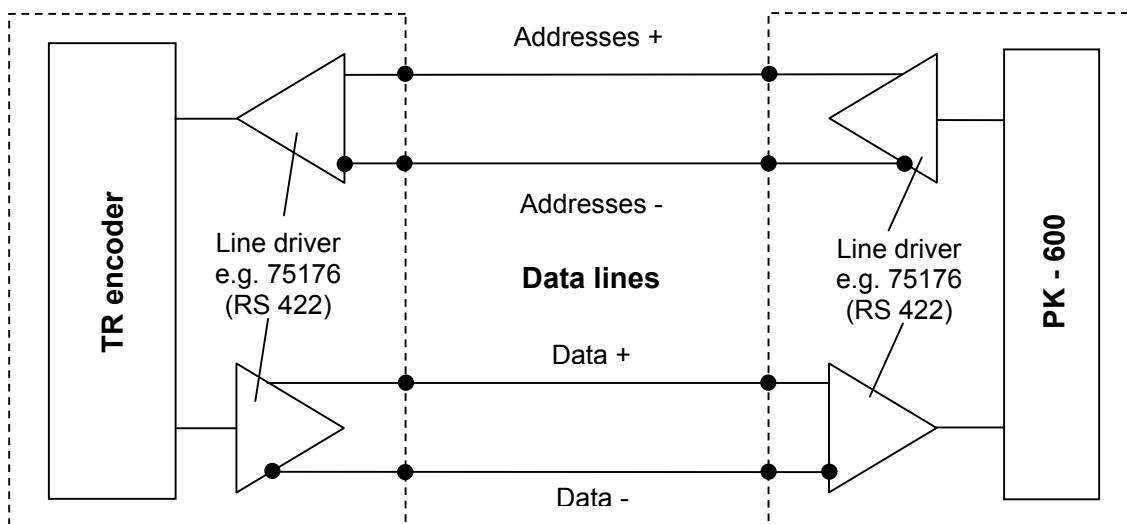 Addresses +
Addresses -
TR encoder
Line driver
e.g. 75176
(RS 422)
Data lines
Line driver
e.g. 75176
(RS 422)
PK - 600
Data +
Data -